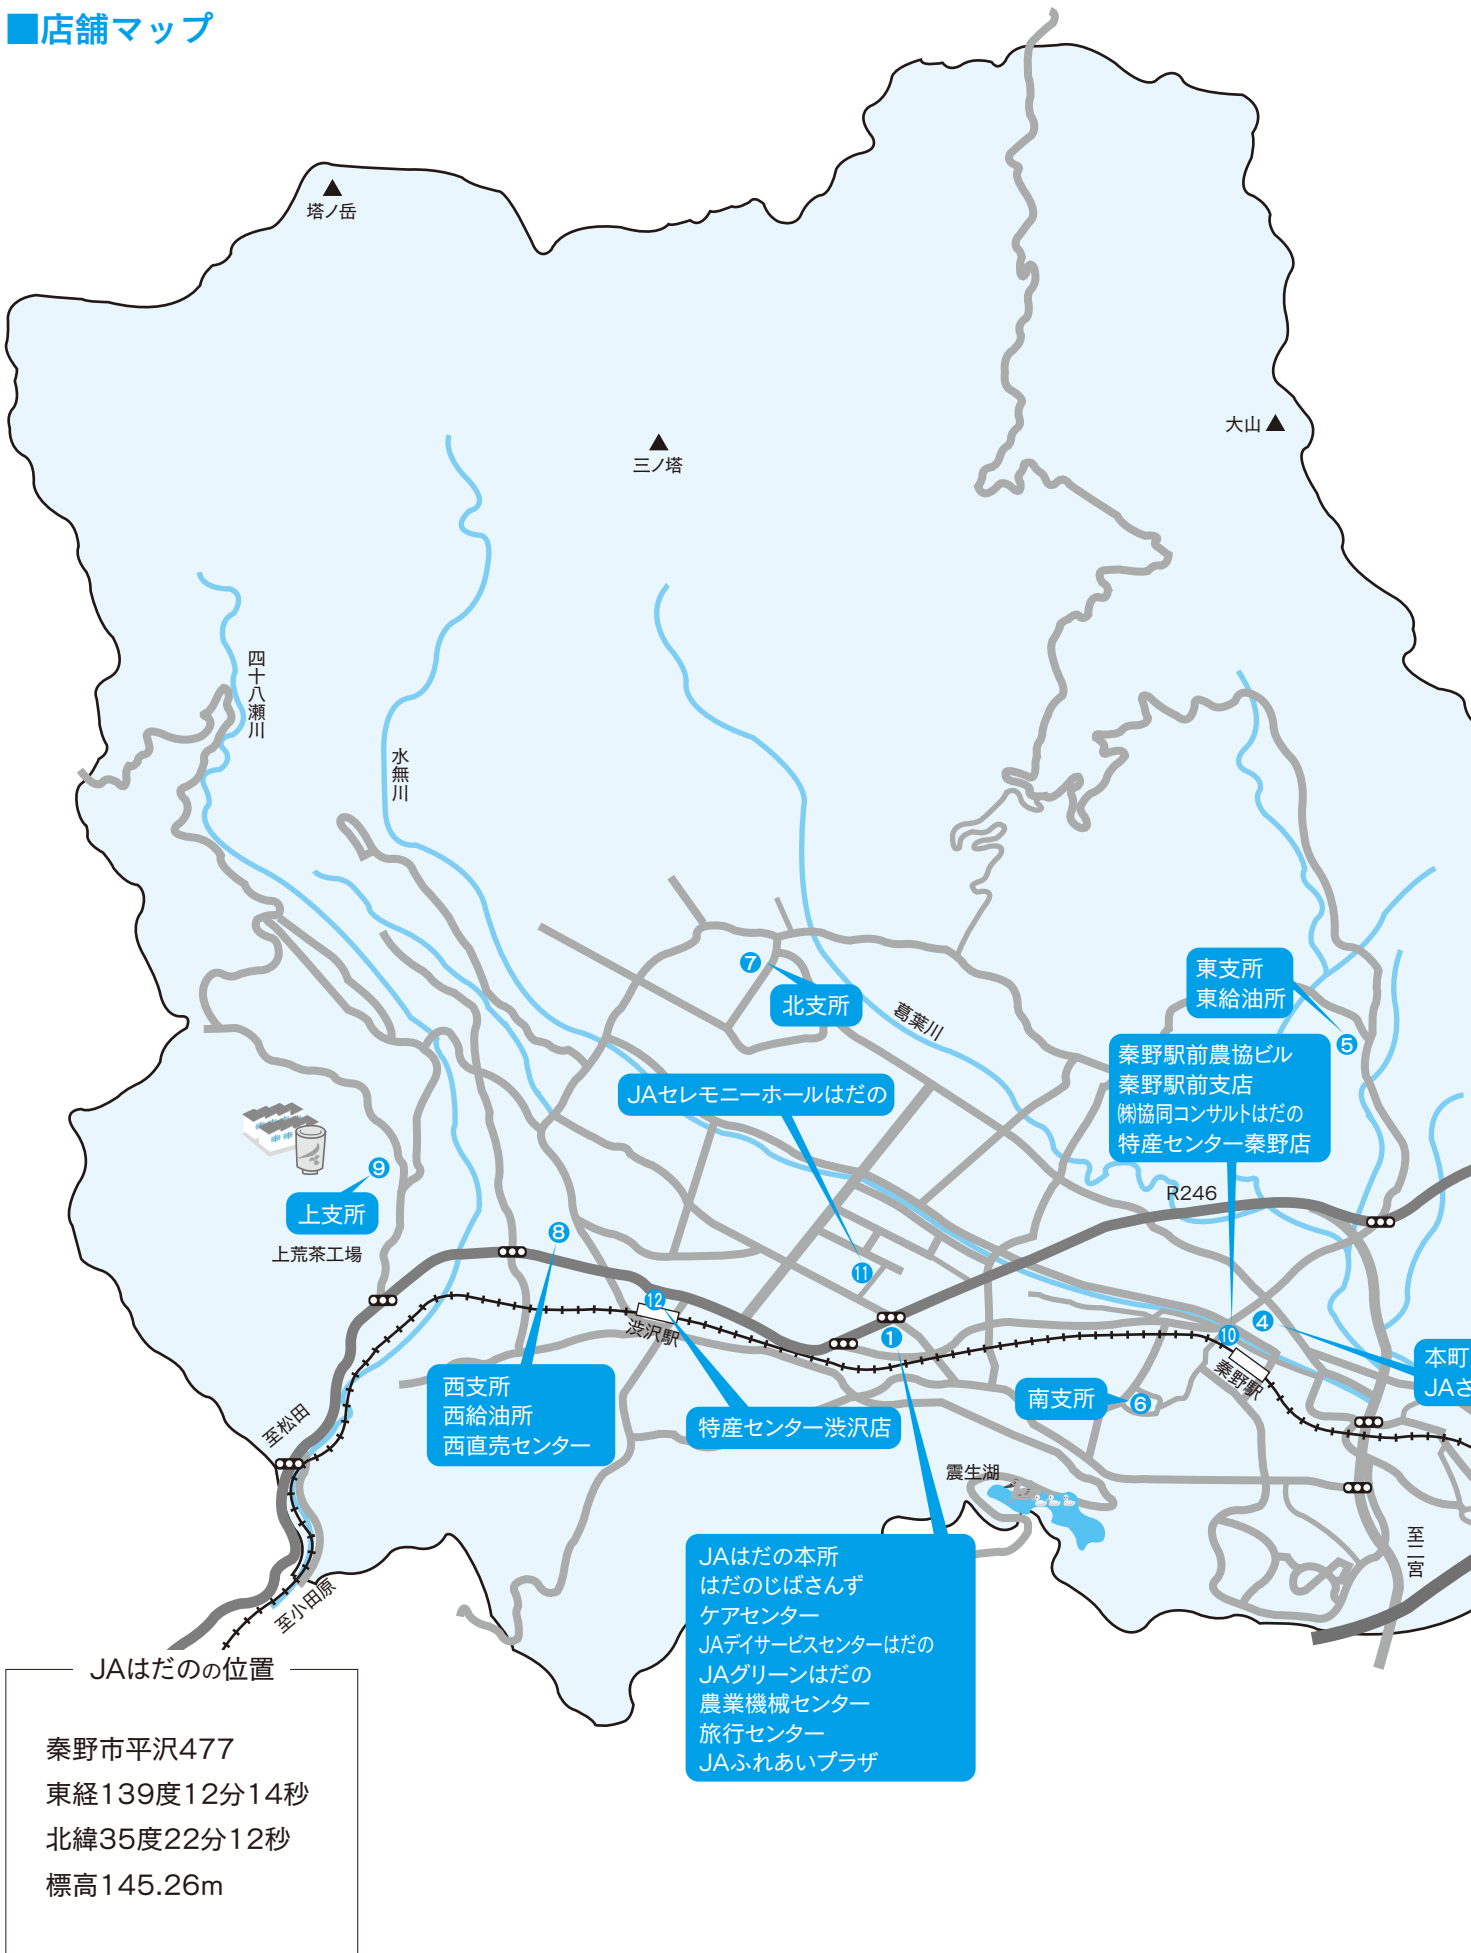 ■店舗マップ
塔ノ岳
三ノ塔
大山
四十八瀬川
水無川
葛葉川
⑦
北支所
東支所
東給油所
⑤
秦野駅前農協ビル
秦野駅前支店
㈱協同コンサルトはだの
特産センター秦野店
JAセレモニーホールはだの
R246
⑨
上支所
上荒茶工場
⑧
⑪
⑫
渋沢駅
①
④
⑩
秦野駅
本町
JAさ
西支所
西給油所
西直売センター
特産センター渋沢店
南支所
⑥
至松田
震生湖
至二宮
至小田原
JAはだの本所
はだのじばさんず
ケアセンター
JAデイサービスセンターはだの
JAグリーンはだの
農業機械センター
旅行センター
JAふれあいプラザ
JAはだのの位置
秦野市平沢477
東経139度12分14秒
北緯35度22分12秒
標高145.26m